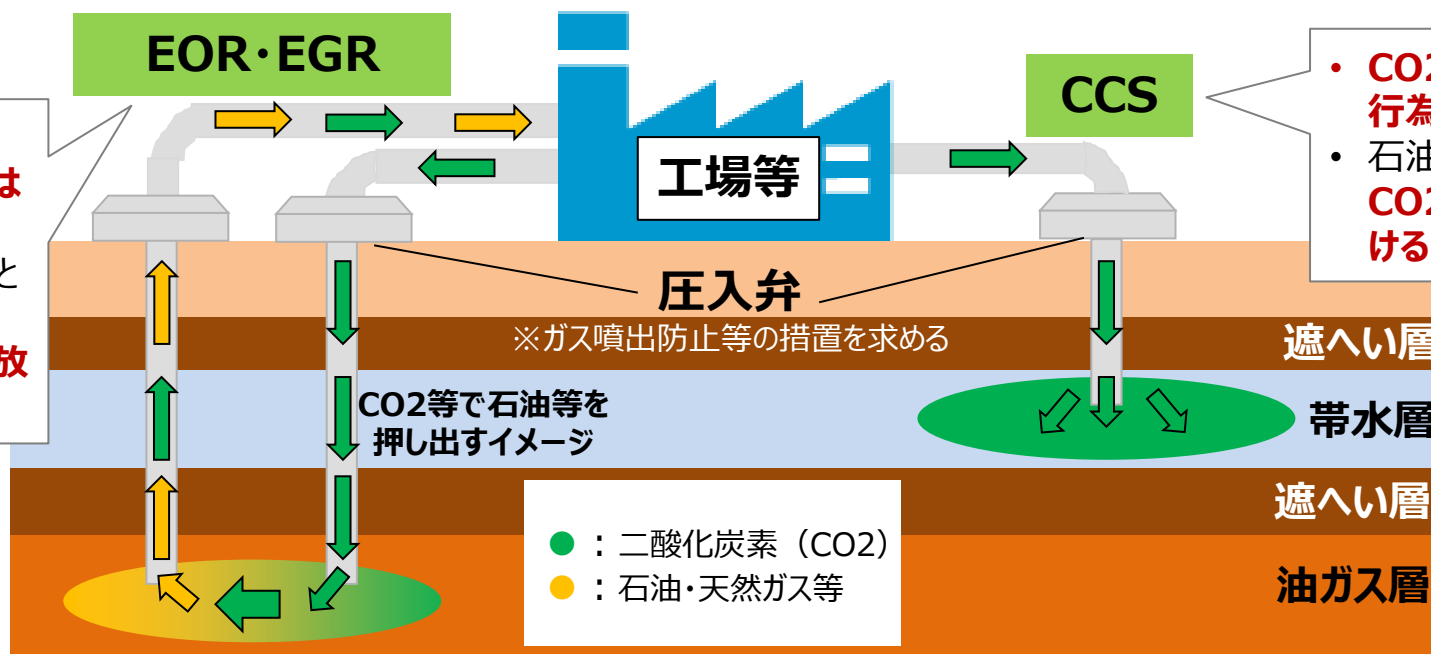 EOR・EGR
は
と
放
工場等
CCS
• CO2
行為
• 石油
CO2
ける
圧入弁
※ガス噴出防止等の措置を求める
遮へい層
CO2等で石油等を
押し出すイメージ
帯水層
遮へい層
●：二酸化炭素（CO2）
●：石油・天然ガス等
油ガス層